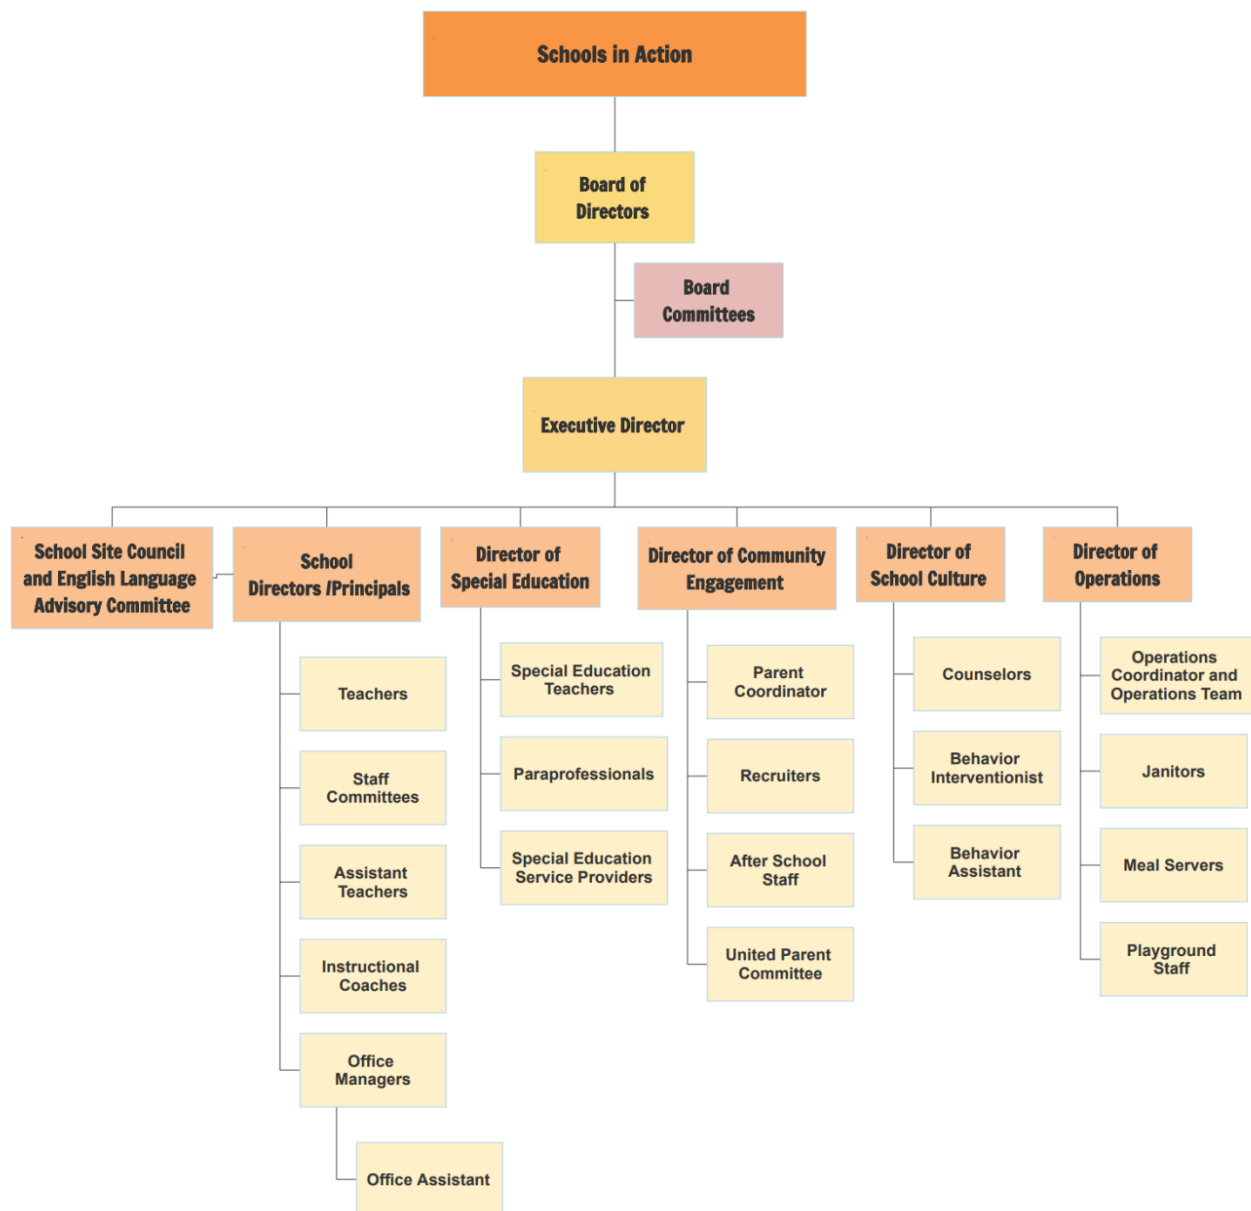 Schools in Action
Board of
Directors
Board
Committees
Executive Director
School Site Council
and English Language
Advisory Committee
School
Directors /Principals
Director of
Special Education
Director of Community
Engagement
Director of
School Culture
Director of
Operations
Teachers
Staff
Committees
Assistant
Teachers
Instructional
Coaches
Office
Managers
Office Assistant
Special Education
Teachers
Paraprofessionals
Special Education
Service Providers
Parent
Coordinator
Recruiters
After School
Staff
United Parent
Committee
Counselors
Behavior
Interventionist
Behavior
Assistant
Operations
Coordinator and
Operations Team
Janitors
Meal Servers
Playground
Staff